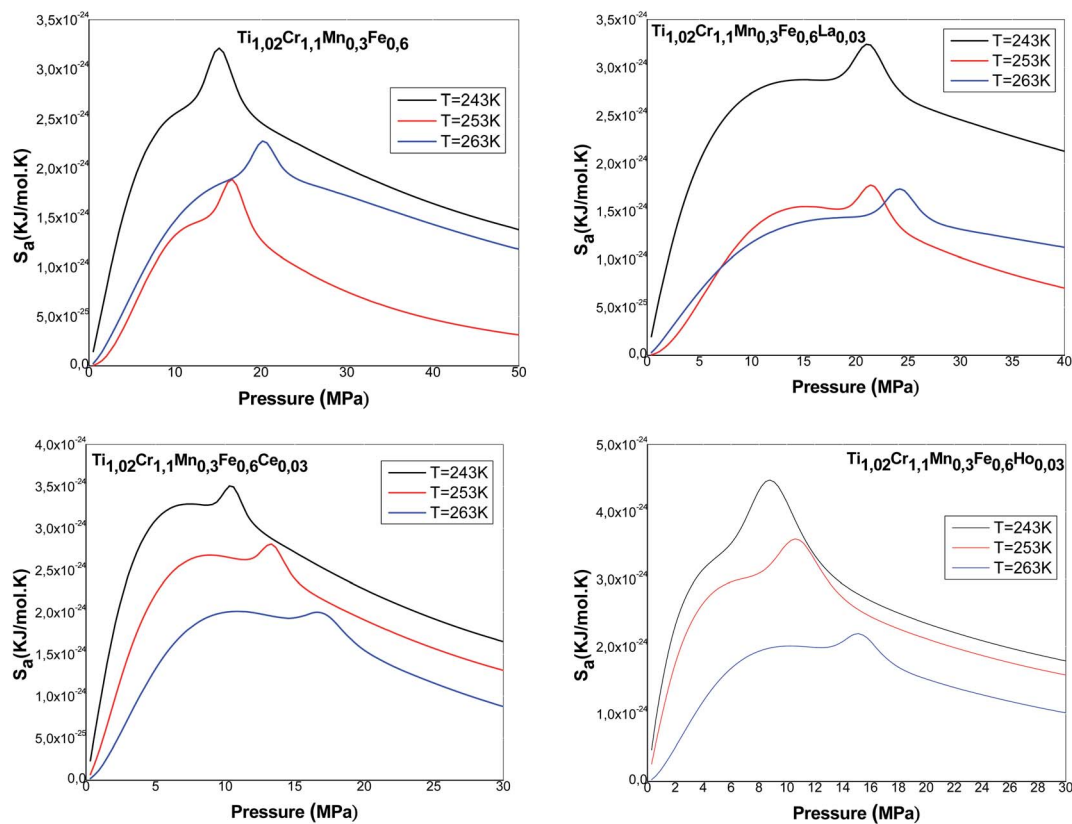 Ti1,02Cr1,1Mn0,3Fe0,6
3,5x10-24
3,0x10-24
2,5x10-24
2,0x10-24
1,5x10-24
1,0x10-24
5,0x10-25
0,0
Sa(KJ/mol.K)
T=243K
T=253K
T=263K
0 10 20 30 40 50
Pressure (MPa)
Ti1,02Cr1,1Mn0,3Fe0,6La0,03
3,5x10-24
3,0x10-24
2,5x10-24
2,0x10-24
1,5x10-24
1,0x10-24
5,0x10-25
0,0
Sa(KJ/mol.K)
T=243K
T=253K
T=263K
0 5 10 15 20 25 30 35 40
Pressure (MPa)
Ti1,02Cr1,1Mn0,3Fe0,6Ce0,03
4,0x10-24
3,5x10-24
3,0x10-24
2,5x10-24
2,0x10-24
1,5x10-24
1,0x10-24
5,0x10-25
0,0
Sa(KJ/mol.K)
T=243K
T=253K
T=263K
0 5 10 15 20 25 30
Pressure (MPa)
Ti1,02Cr1,1Mn0,3Fe0,6Ho0,03
5,0x10-24
4,0x10-24
3,0x10-24
2,0x10-24
1,0x10-24
0,0
Sa(KJ/mol.K)
T=243K
T=253K
T=263K
0 2 4 6 8 10 12 14 16 18 20 22 24 26 28 30
Pressure (MPa)